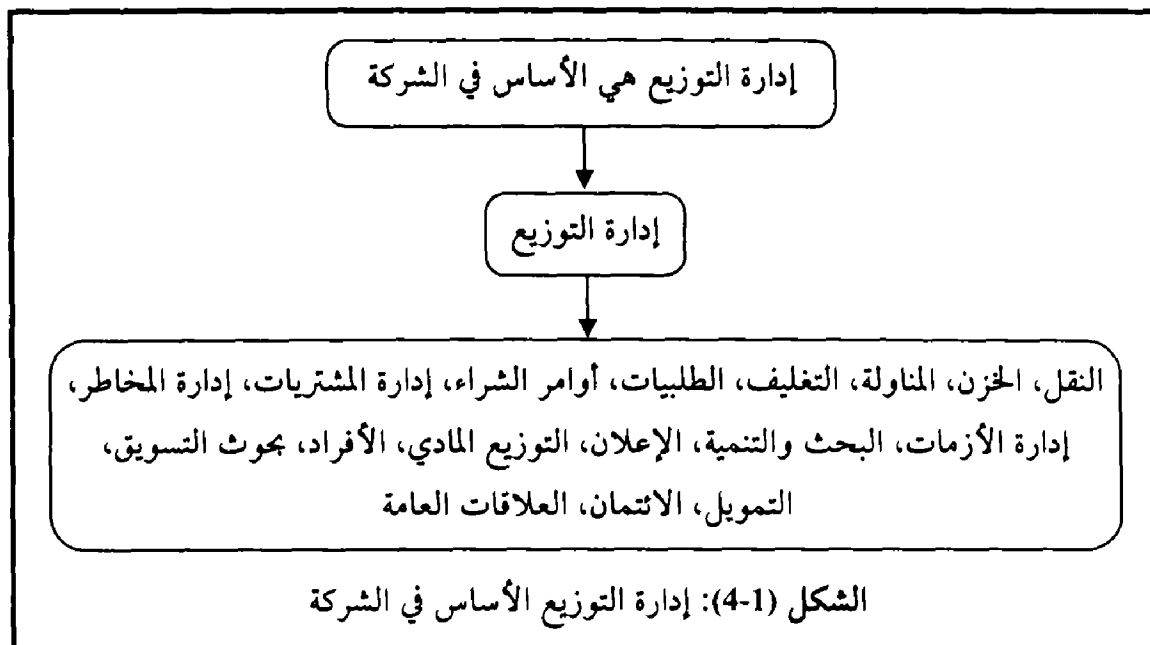 إدارة التوزيع هي الأساس في الشركة
إدارة التوزيع
النقل، الخزن، المناولة، التغليف، الطلبيات، أوامر الشراء، إدارة المشتريات، إدارة المخاطر،
إدارة الأزمات، البحث والتنمية، الإعلان، التوزيع المادي، الأفراد، بحوث التسويق،
التمويل، الائتمان، العلاقات العامة
الشكل (1-4): إدارة التوزيع الأساس في الشركة